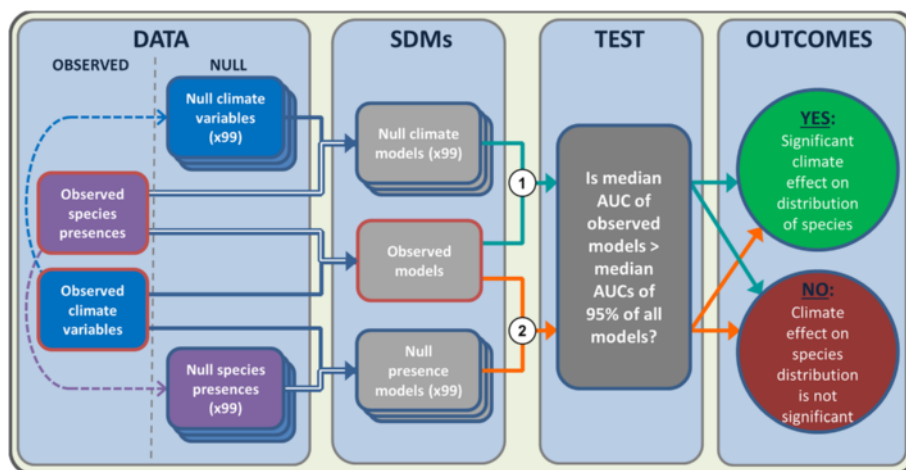 DATA
OBSERVED
NULL
Null climate
variables
(x99)
Observed
species
presences
Observed
climate
variables
Null species
presences
(x99)
SDMs
Null climate
models (x99)
Observed
models
Null
presence
models (x99)
1
2
TEST
Is median
AUC of
observed
models >
median
AUCs of
95% of all
models?
OUTCOMES
YES:
Significant
climate
effect on
distribution
of species
NO:
Climate
effect on
species
distribution
is not
significant